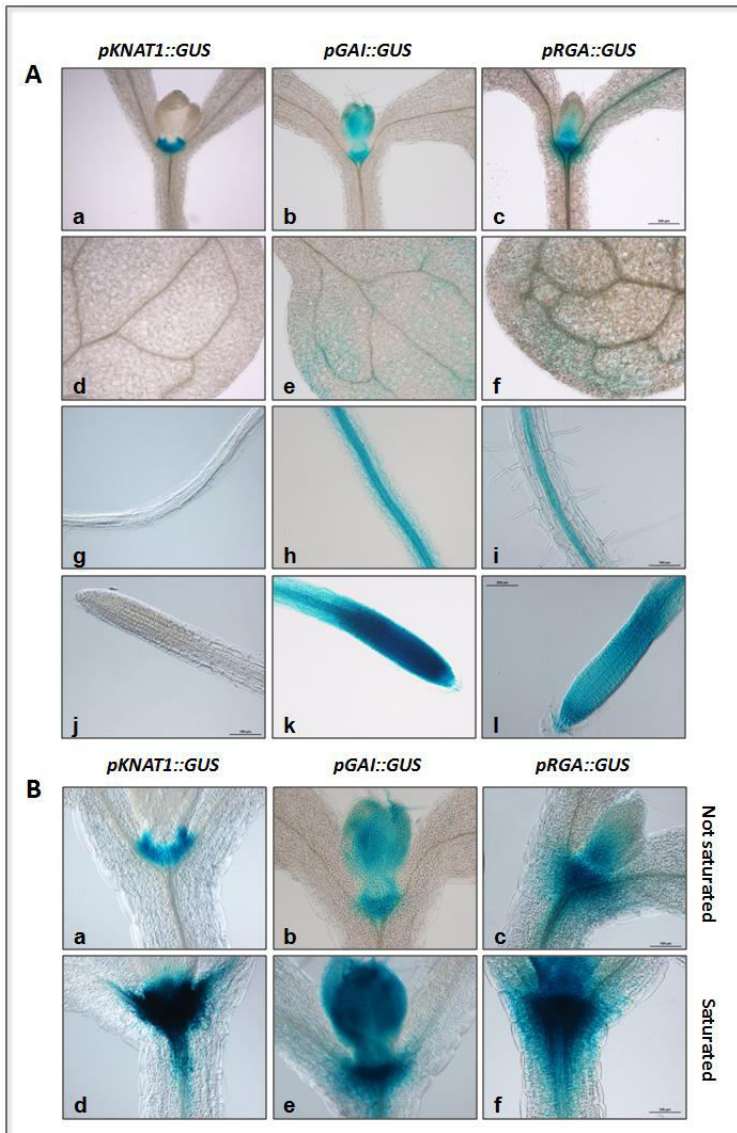 pKNAT1::GUS pGAI::GUS pRGA::GUS
A
a b c
d e f
g h i
j k l
pKNAT1::GUS pGAI::GUS pRGA::GUS
B
Not saturated
a b c
Saturated
d e f